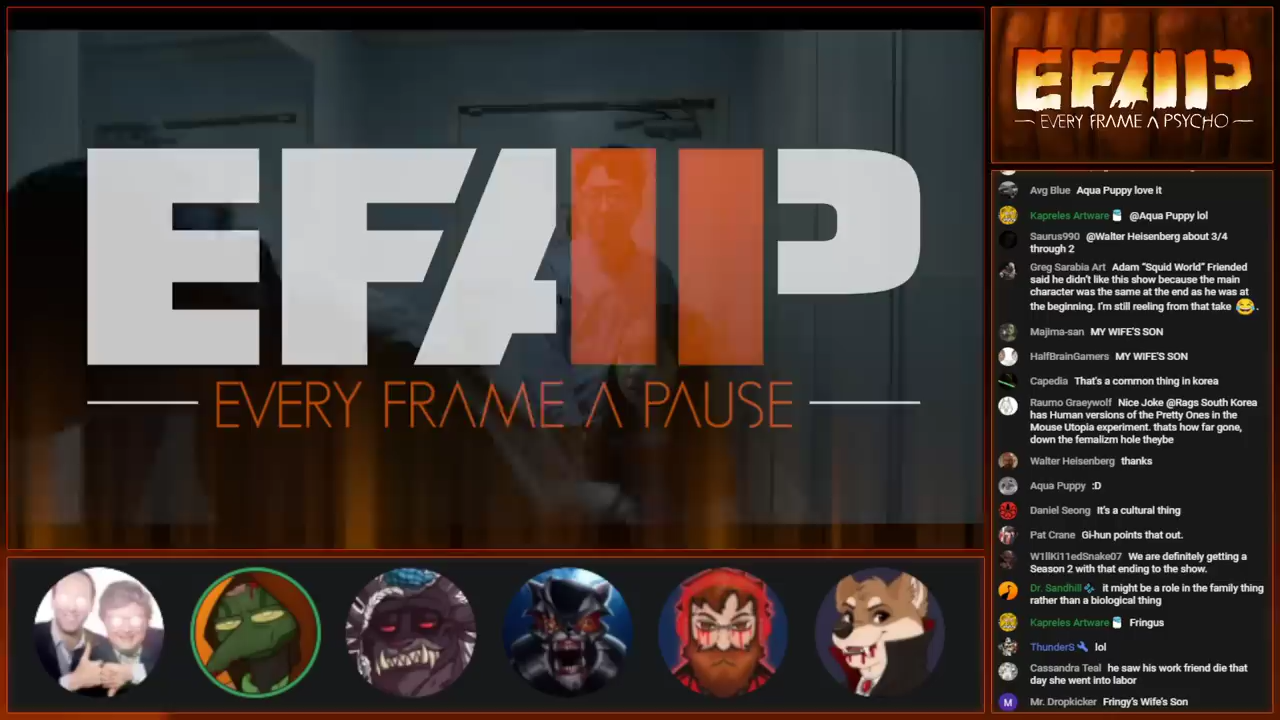 EFAP
EVERY FRAME A PAUSE
EFAP
EVERY FRAME A PSYCHO
Avg Blue Aqua Puppy love it
Kapreles Artware @Aqua Puppy lol
Saurus990 @Walter Heisenberg about 3/4
through 2
Greg Sarabia Art Adam "Squid World" Friended
said he didn't like this show because the main
character was the same at the end as he was at
the beginning. I'm still reeling from that take 😂.
Majima-san MY WIFE'S SON
HalfBrainGamers MY WIFE'S SON
Capedia That's a common thing in korea
Raumo Graeywolf Nice Joke @Rags South Korea
has Human versions of the Pretty Ones in the
Mouse Utopia experiment. thats how far gone,
down the femalizm hole theybe
Walter Heisenberg thanks
Aqua Puppy :D
Daniel Seong It's a cultural thing
Pat Crane Gi-hun points that out.
W1llKi11edSnake07 We are definitely getting a
Season 2 with that ending to the show.
Dr. Sandhill it might be a role in the family thing
rather than a biological thing
Kapreles Artware Fringus
ThunderS lol
Cassandra Teal he saw his work friend die that
day she went into labor
M Mr. Dropkicker Fringy's Wife's Son